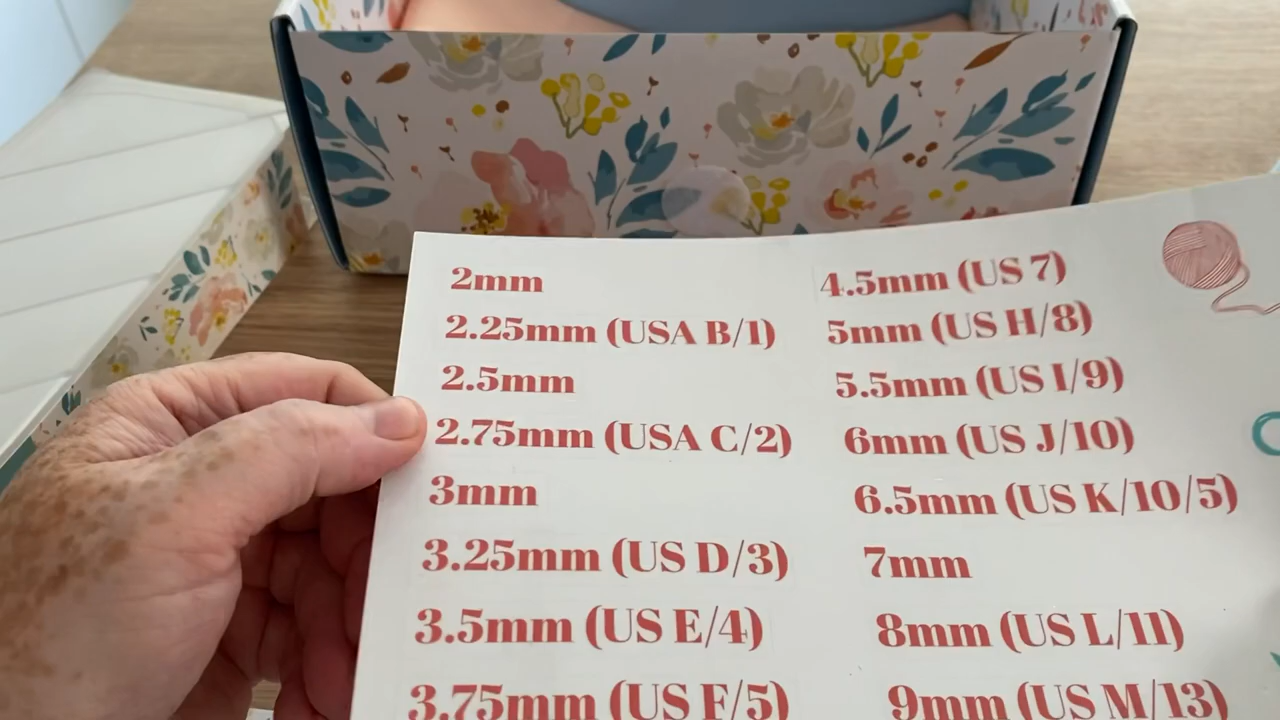 2mm
2.25mm (USA B/1)
2.5mm
2.75mm (USA C/2)
3mm
3.25mm (US D/3)
3.5mm (US E/4)
3.75mm (US F/5)
4.5mm (US 7)
5mm (US H/8)
5.5mm (US I/9)
6mm (US J/10)
6.5mm (US K/10/5)
7mm
8mm (US L/11)
9mm (US M/13)